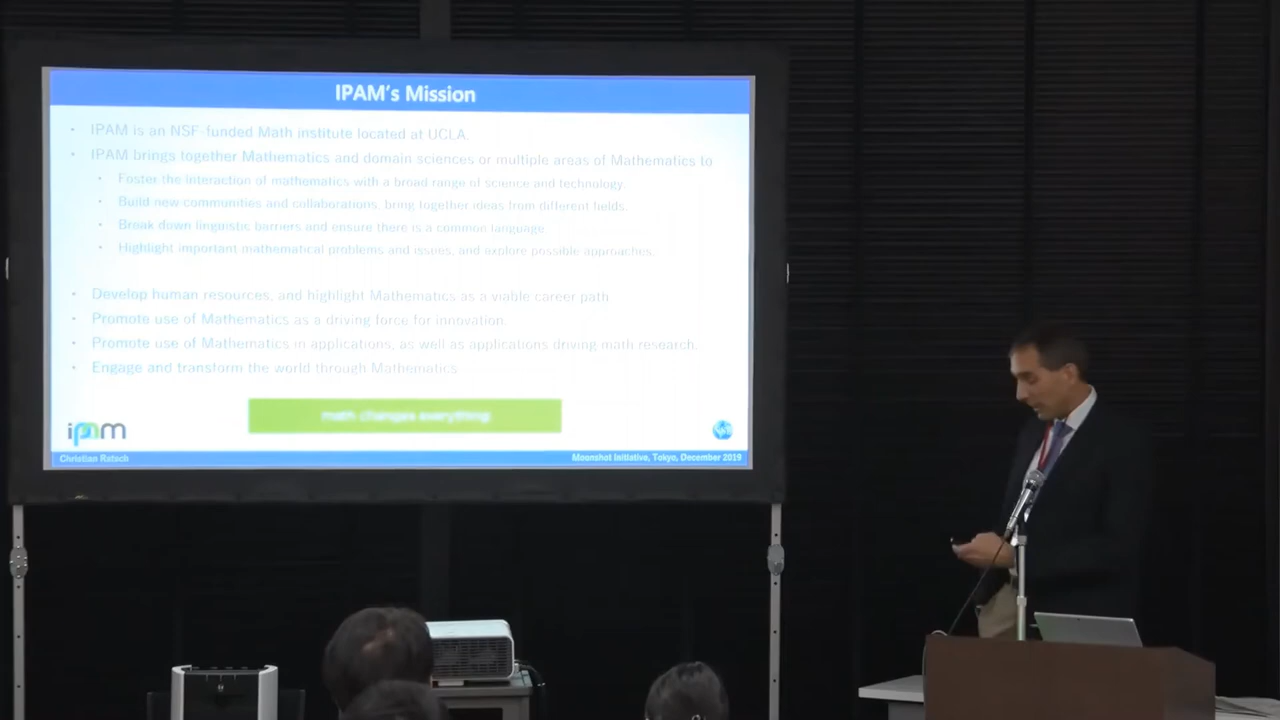 IPAM's Mission
• IPAM is an NSF-funded Math institute located at UCLA.
• IPAM brings together Mathematics and domain sciences or multiple areas of Mathematics to
• Foster the interaction of mathematics with a broad range of science and technology.
• Build new communities and collaborations, bring together ideas from different fields.
• Break down linguistic barriers and ensure there is a common language.
• Highlight important mathematical problems and issues, and explore possible approaches.
• Develop human resources, and highlight Mathematics as a viable career path.
• Promote use of Mathematics as a driving force for innovation.
• Promote use of Mathematics in applications, as well as applications driving math research.
• Engage and transform the world through Mathematics
math changes everything
ipam
Christian Ratsch
Moonshot Initiative, Tokyo, December 2019